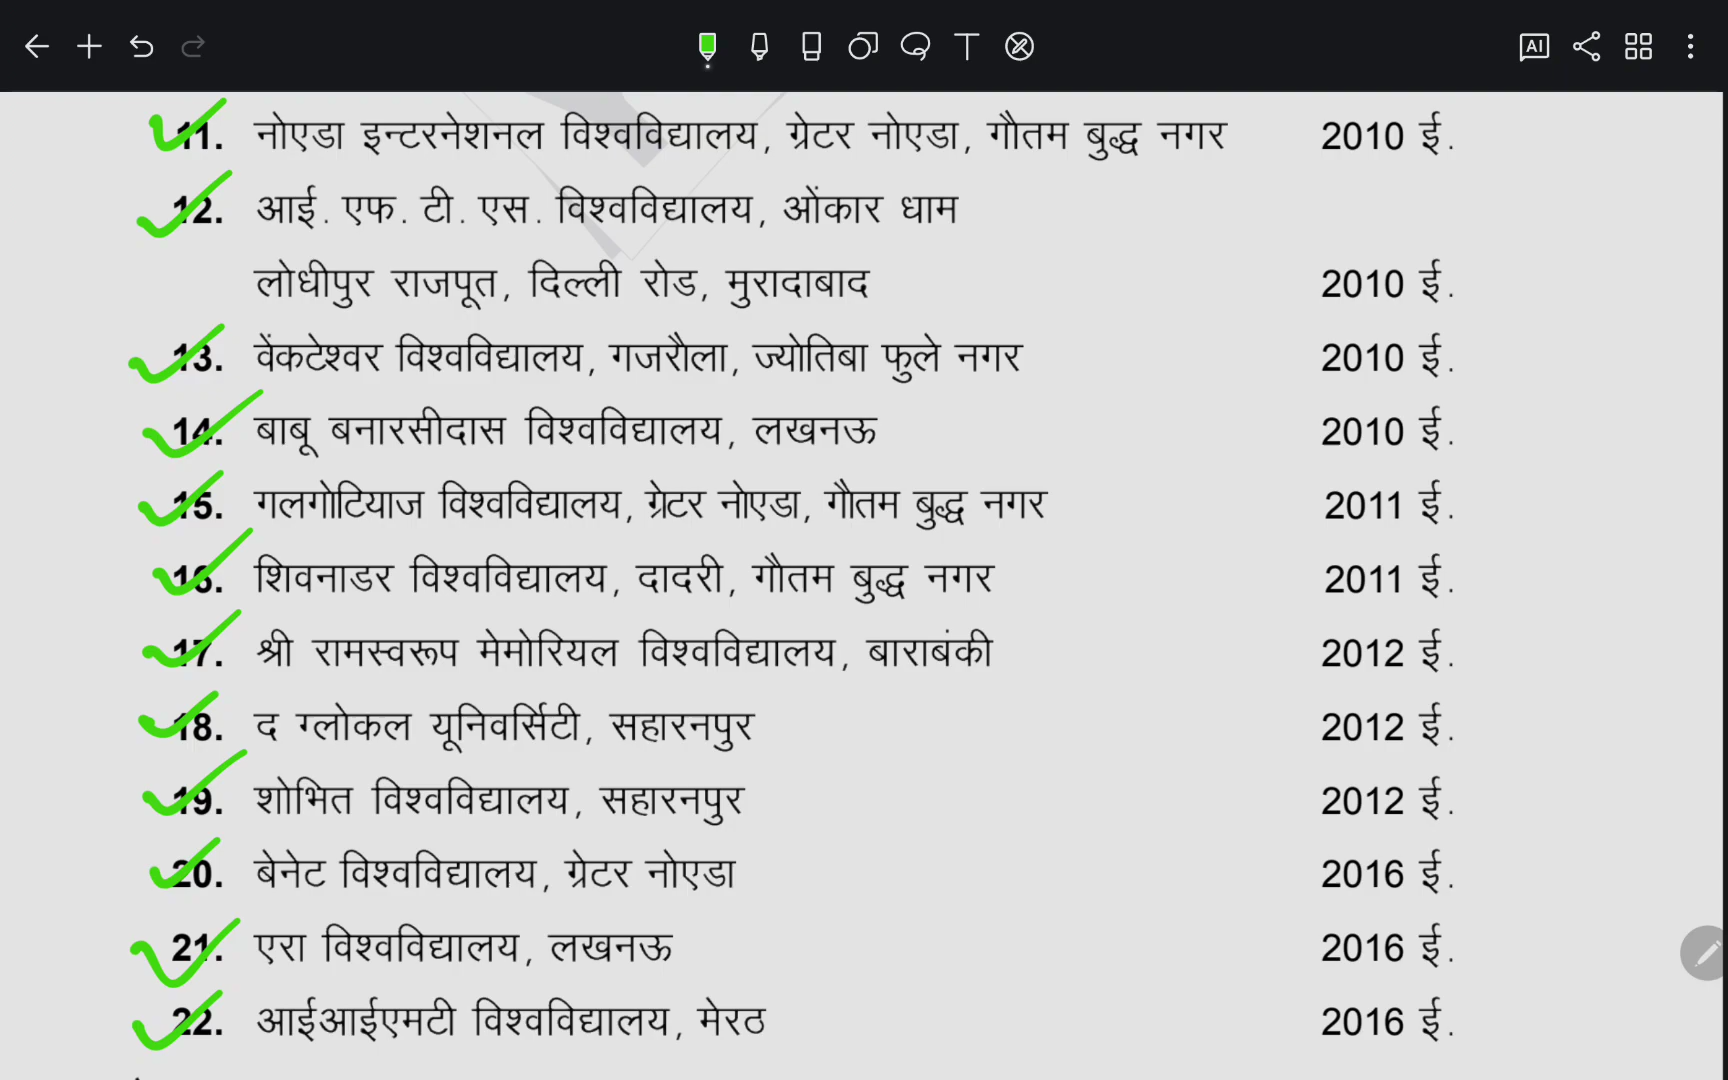 AI
11. नोएडा इन्टरनेशनल विश्वविद्यालय, ग्रेटर नोएडा, गौतम बुद्ध नगर 2010 ई.
12. आई. एफ. टी. एस. विश्वविद्यालय, ओंकार धाम
लोधीपुर राजपूत, दिल्ली रोड, मुरादाबाद 2010 ई.
13. वेंकटेश्वर विश्वविद्यालय, गजरौला, ज्योतिबा फुले नगर 2010 ई.
14. बाबू बनारसीदास विश्वविद्यालय, लखनऊ 2010 ई.
15. गलगोटियाज विश्वविद्यालय, ग्रेटर नोएडा, गौतम बुद्ध नगर 2011 ई.
16. शिवनाडर विश्वविद्यालय, दादरी, गौतम बुद्ध नगर 2011 ई.
17. श्री रामस्वरूप मेमोरियल विश्वविद्यालय, बाराबंकी 2012 ई.
18. द ग्लोकल यूनिवर्सिटी, सहारनपुर 2012 ई.
19. शोभित विश्वविद्यालय, सहारनपुर 2012 ई.
20. बेनेट विश्वविद्यालय, ग्रेटर नोएडा 2016 ई.
21. एरा विश्वविद्यालय, लखनऊ 2016 ई.
22. आईआईएमटी विश्वविद्यालय, मेरठ 2016 ई.